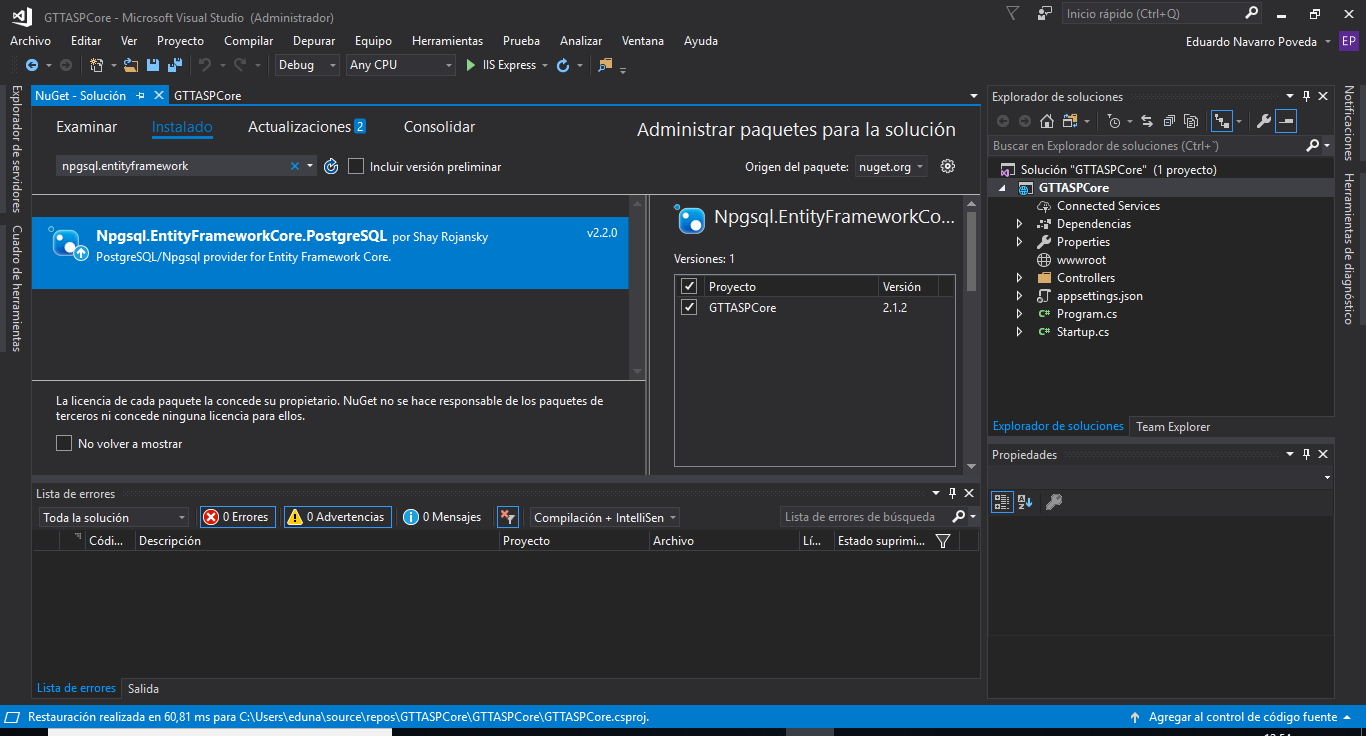 GTTASPCore - Microsoft Visual Studio (Administrador)
Inicio rápido (Ctrl+Q)
Archivo Editar Ver Proyecto Compilar Depurar Equipo Herramientas Prueba Analizar Ventana Ayuda
Eduardo Navarro Poveda EP
Debug Any CPU IIS Express
Explorador de servidores
Cuadro de herramientas
NuGet - Solución GTTASPCore
Examinar Instalado Actualizaciones 2 Consolidar
Administrar paquetes para la solución
npgsql.entityframework Incluir versión preliminar
Origen del paquete: nuget.org
Npgsql.EntityFrameworkCore.PostgreSQL por Shay Rojansky v2.2.0
PostgreSQL/Npgsql provider for Entity Framework Core.
La licencia de cada paquete la concede su propietario. NuGet no se hace responsable de los paquetes de
terceros ni concede ninguna licencia para ellos.
No volver a mostrar
Npgsql.EntityFrameworkCo...
Versiones: 1
Proyecto Versión
GTTASPCore 2.1.2
Lista de errores
Toda la solución 0 Errores 0 Advertencias 0 Mensajes Compilación + IntelliSen Lista de errores de búsqueda
Códi... Descripción Proyecto Archivo Lí... Estado suprimi...
Lista de errores Salida
Explorador de soluciones
Buscar en Explorador de soluciones (Ctrl+¨)
Solución "GTTASPCore" (1 proyecto)
GTTASPCore
Connected Services
Dependencias
Properties
wwwroot
Controllers
appsettings.json
C# Program.cs
C# Startup.cs
Explorador de soluciones Team Explorer
Propiedades
Notificaciones
Herramientas de diagnóstico
Restauración realizada en 60,81 ms para C:\Users\eduna\source\repos\GTTASPCore\GTTASPCore\GTTASPCore.csproj.
Agregar al control de código fuente